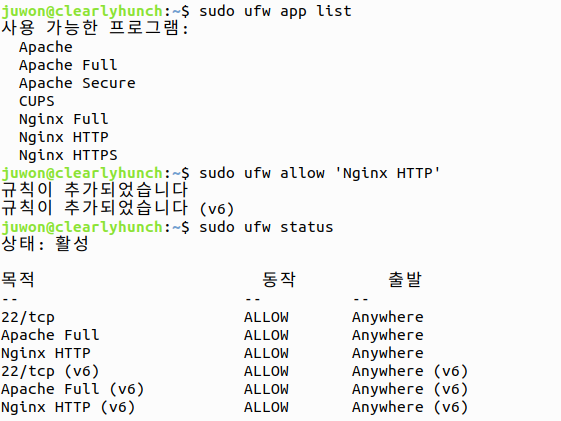 juwon@clearlyhunch:~$ sudo ufw app list
사용 가능한 프로그램:
  Apache
  Apache Full
  Apache Secure
  CUPS
  Nginx Full
  Nginx HTTP
  Nginx HTTPS
juwon@clearlyhunch:~$ sudo ufw allow 'Nginx HTTP'
규칙이 추가되었습니다
규칙이 추가되었습니다 (v6)
juwon@clearlyhunch:~$ sudo ufw status
상태: 활성

목적                         동작          출발
--                         --          --
22/tcp                     ALLOW       Anywhere
Apache Full                ALLOW       Anywhere
Nginx HTTP                 ALLOW       Anywhere
22/tcp (v6)                ALLOW       Anywhere (v6)
Apache Full (v6)           ALLOW       Anywhere (v6)
Nginx HTTP (v6)            ALLOW       Anywhere (v6)